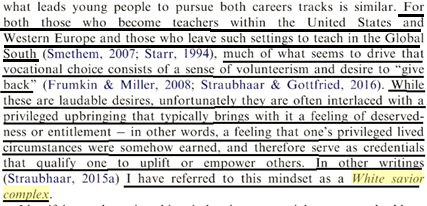 what leads young people to pursue both careers tracks is similar. For
both those who become teachers within the United States and
Western Europe and those who leave such settings to teach in the Global
South (Smethem, 2007; Starr, 1994), much of what seems to drive that
vocational choice consists of a sense of volunteerism and desire to “give
back” (Frumkin & Miller, 2008; Straubhaar & Gottfried, 2016). While
these are laudable desires, unfortunately they are often interlaced with a
privileged upbringing that typically brings with it a feeling of deserved-
ness or entitlement – in other words, a feeling that one's privileged lived
circumstances were somehow earned, and therefore serve as credentials
that qualify one to uplift or empower others. In other writings
(Straubhaar, 2015a) I have referred to this mindset as a White savior
complex.